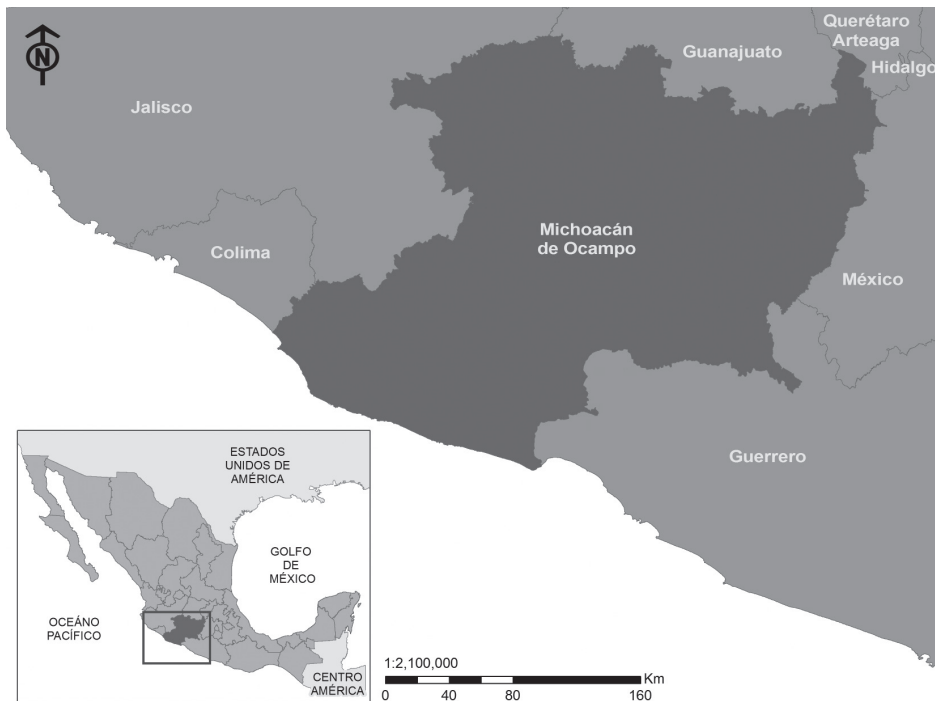 N
Querétaro
Arteaga
Guanajuato
Hidalgo
Jalisco
Michoacán
de Ocampo
Colima
México
Guerrero
ESTADOS
UNIDOS DE
AMÉRICA
GOLFO
DE
MÉXICO
OCEÁNO
PACÍFICO
CENTRO
AMÉRICA
1:2,100,000
Km
0 40 80 160